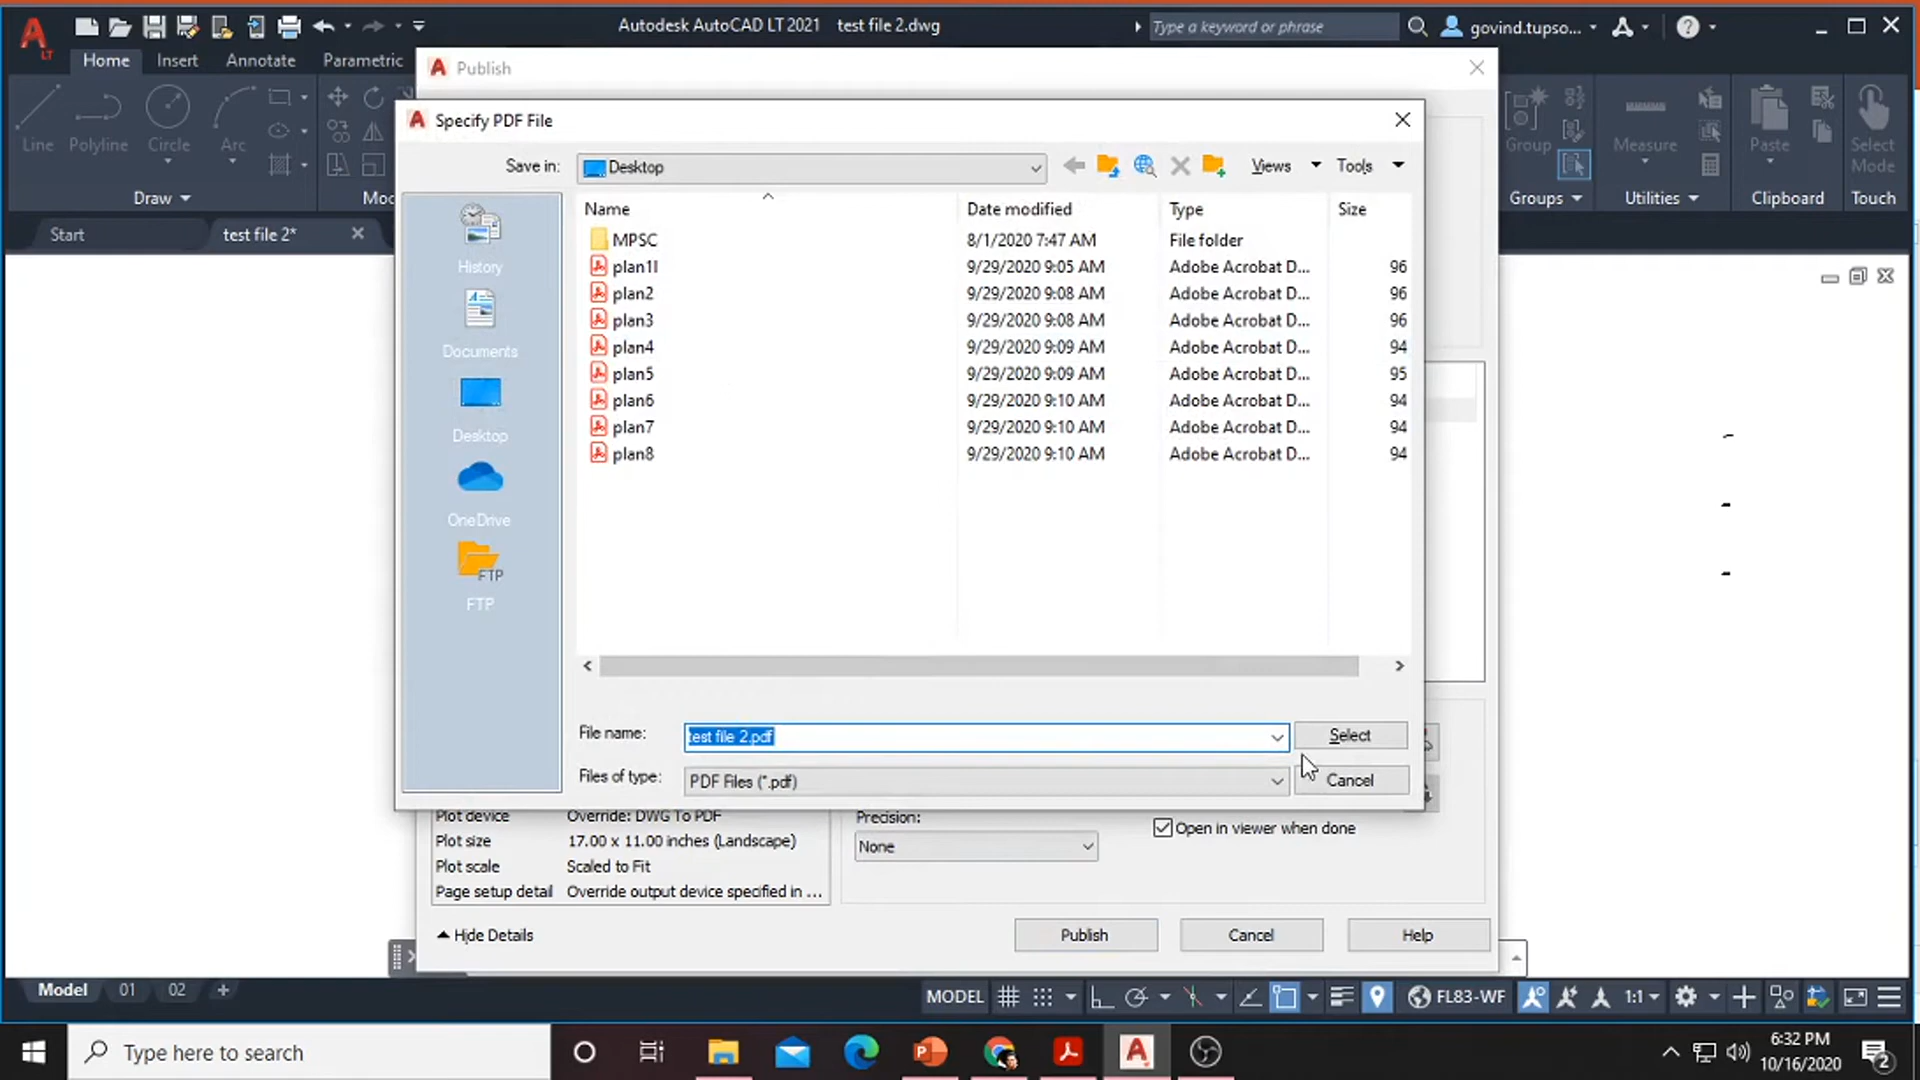 Autodesk AutoCAD LT 2021 test file 2.dwg
Type a keyword or phrase
govind.tupso...
LT
Home Insert Annotate Parametric
Line Polyline Circle Arc
Draw
Group Measure Paste Select
Mode
Groups Utilities Clipboard Touch
Start test file 2*
Publish
Specify PDF File
Save in: Desktop Views Tools
Name Date modified Type Size
MPSC 8/1/2020 7:47 AM File folder
plan1l 9/29/2020 9:05 AM Adobe Acrobat D... 96
plan2 9/29/2020 9:08 AM Adobe Acrobat D... 96
plan3 9/29/2020 9:08 AM Adobe Acrobat D... 96
plan4 9/29/2020 9:09 AM Adobe Acrobat D... 94
plan5 9/29/2020 9:09 AM Adobe Acrobat D... 95
plan6 9/29/2020 9:10 AM Adobe Acrobat D... 94
plan7 9/29/2020 9:10 AM Adobe Acrobat D... 94
plan8 9/29/2020 9:10 AM Adobe Acrobat D... 94
History
Documents
Desktop
OneDrive
FTP
FTP
File name: test file 2.pdf Select
Files of type: PDF Files (*.pdf) Cancel
Plot device Override: DWG To PDF
Plot size 17.00 x 11.00 inches (Landscape)
Plot scale Scaled to Fit
Page setup detail Override output device specified in ...
Precision:
None
Open in viewer when done
Hide Details Publish Cancel Help
Model 01 02 +
MODEL FL83-WF 1:1
Type here to search
6:32 PM
10/16/2020
2